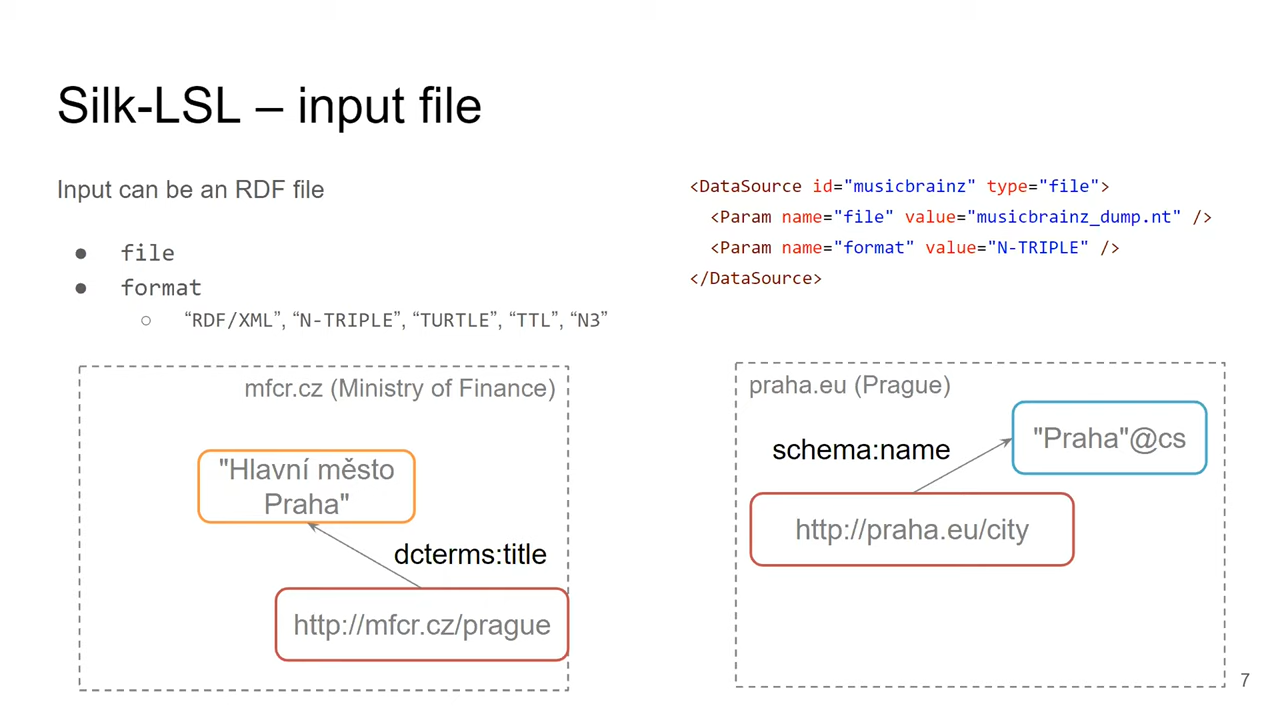 Silk-LSL – input file
Input can be an RDF file
● file
● format
○ “RDF/XML”, “N-TRIPLE”, “TURTLE”, “TTL”, “N3”
<DataSource id="musicbrainz" type="file">
<Param name="file" value="musicbrainz_dump.nt" />
<Param name="format" value="N-TRIPLE" />
</DataSource>
mfcr.cz (Ministry of Finance)
"Hlavní město
Praha"
dcterms:title
http://mfcr.cz/prague
praha.eu (Prague)
"Praha"@cs
schema:name
http://praha.eu/city
7